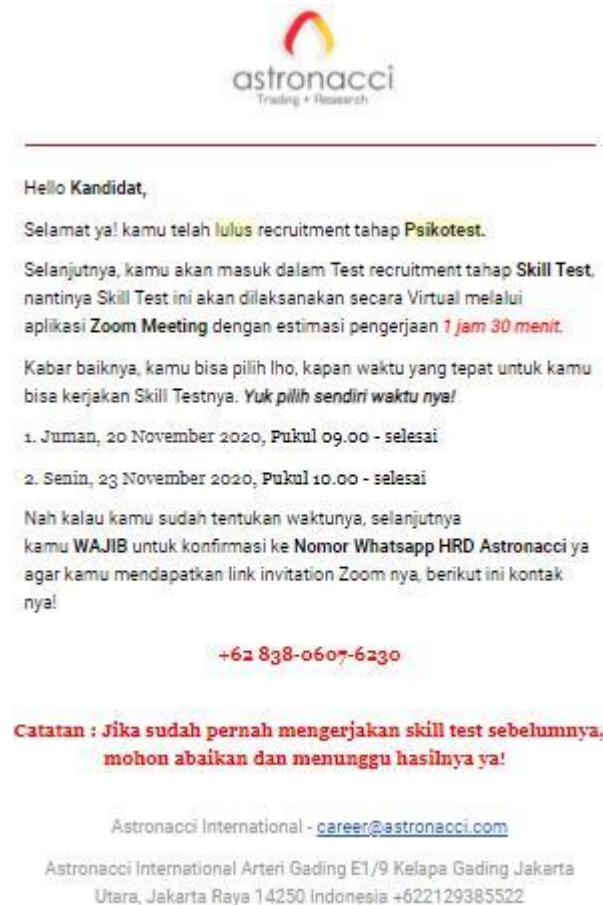 astronacci
Trading + Research
Hello Kandidat,
Selamat ya! kamu telah lulus recruitment tahap Psikotest.
Selanjutnya, kamu akan masuk dalam Test recruitment tahap Skill Test,
nantinya Skill Test ini akan dilaksanakan secara Virtual melalui
aplikasi Zoom Meeting dengan estimasi pengerjaan 1 jam 30 menit.
Kabar baiknya, kamu bisa pilih lho, kapan waktu yang tepat untuk kamu
bisa kerjakan Skill Testnya. Yuk pilih sendiri waktu nya!
1. Juman, 20 November 2020, Pukul 09.00 - selesai
2. Senin, 23 November 2020, Pukul 10.00 - selesai
Nah kalau kamu sudah tentukan waktunya, selanjutnya
kamu WAJIB untuk konfirmasi ke Nomor Whatsapp HRD Astronacci ya
agar kamu mendapatkan link invitation Zoom nya, berikut ini kontak
nya!
+62 838-0607-6230
Catatan : Jika sudah pernah mengerjakan skill test sebelumnya,
mohon abaikan dan menunggu hasilnya ya!
Astronacci International - career@astronacci.com
Astronacci International Arteri Gading E1/9 Kelapa Gading Jakarta
Utara, Jakarta Raya 14250 Indonesia +622129385522